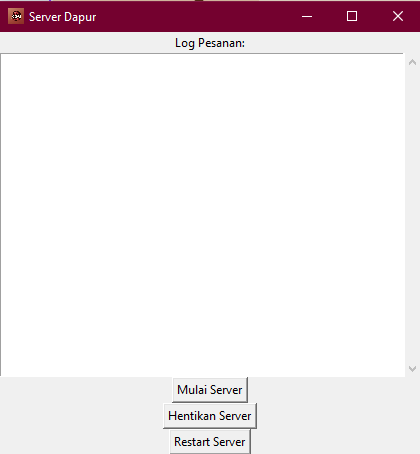 Server Dapur
Log Pesanan:
Mulai Server
Hentikan Server
Restart Server